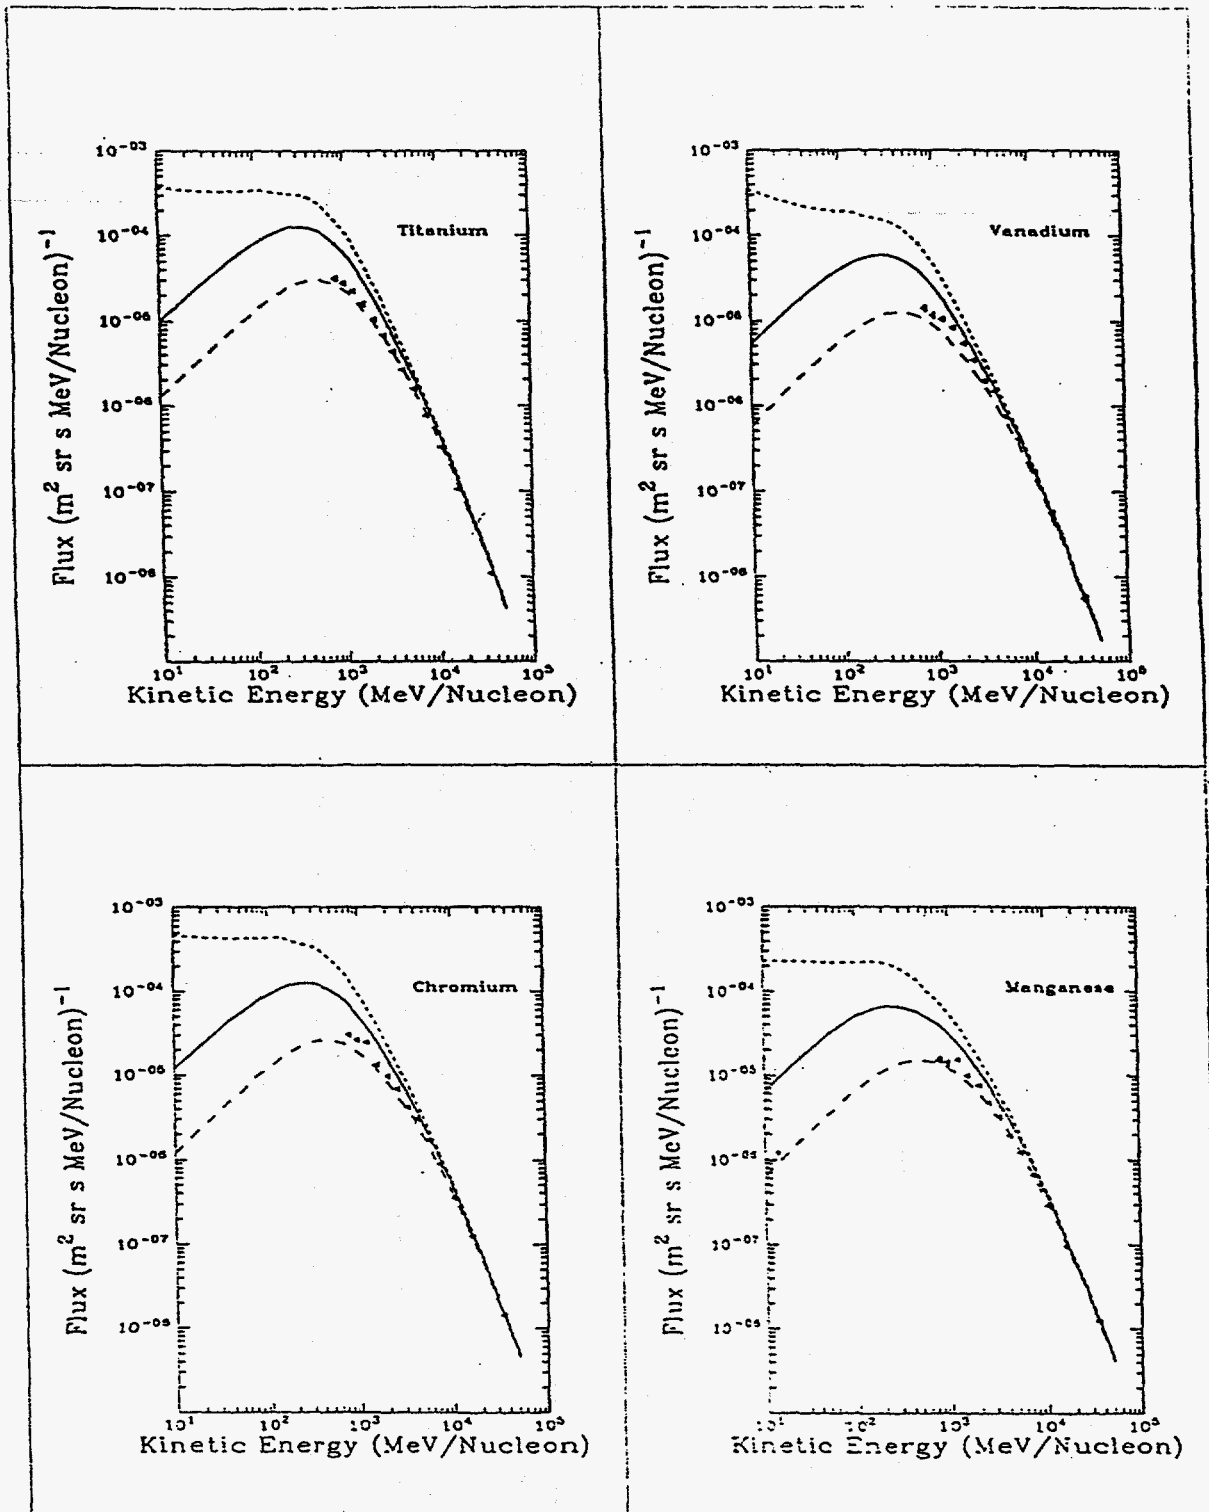 10⁻⁰³
10⁻⁰⁴
10⁻⁰⁵
10⁻⁰⁶
10⁻⁰⁷
10⁻⁰⁸
Flux (m² sr s MeV/Nucleon)⁻¹
Titanium
10¹ 10² 10³ 10⁴ 10⁵
Kinetic Energy (MeV/Nucleon)
10⁻⁰³
10⁻⁰⁴
10⁻⁰⁵
10⁻⁰⁶
10⁻⁰⁷
10⁻⁰⁸
Flux (m² sr s MeV/Nucleon)⁻¹
Vanadium
10¹ 10² 10³ 10⁴ 10⁵
Kinetic Energy (MeV/Nucleon)
10⁻⁰³
10⁻⁰⁴
10⁻⁰⁵
10⁻⁰⁶
10⁻⁰⁷
10⁻⁰⁸
Flux (m² sr s MeV/Nucleon)⁻¹
Chromium
10¹ 10² 10³ 10⁴ 10⁵
Kinetic Energy (MeV/Nucleon)
10⁻⁰³
10⁻⁰⁴
10⁻⁰⁵
10⁻⁰⁶
10⁻⁰⁷
10⁻⁰⁸
Flux (m² sr s MeV/Nucleon)⁻¹
Manganese
10¹ 10² 10³ 10⁴ 10⁵
Kinetic Energy (MeV/Nucleon)